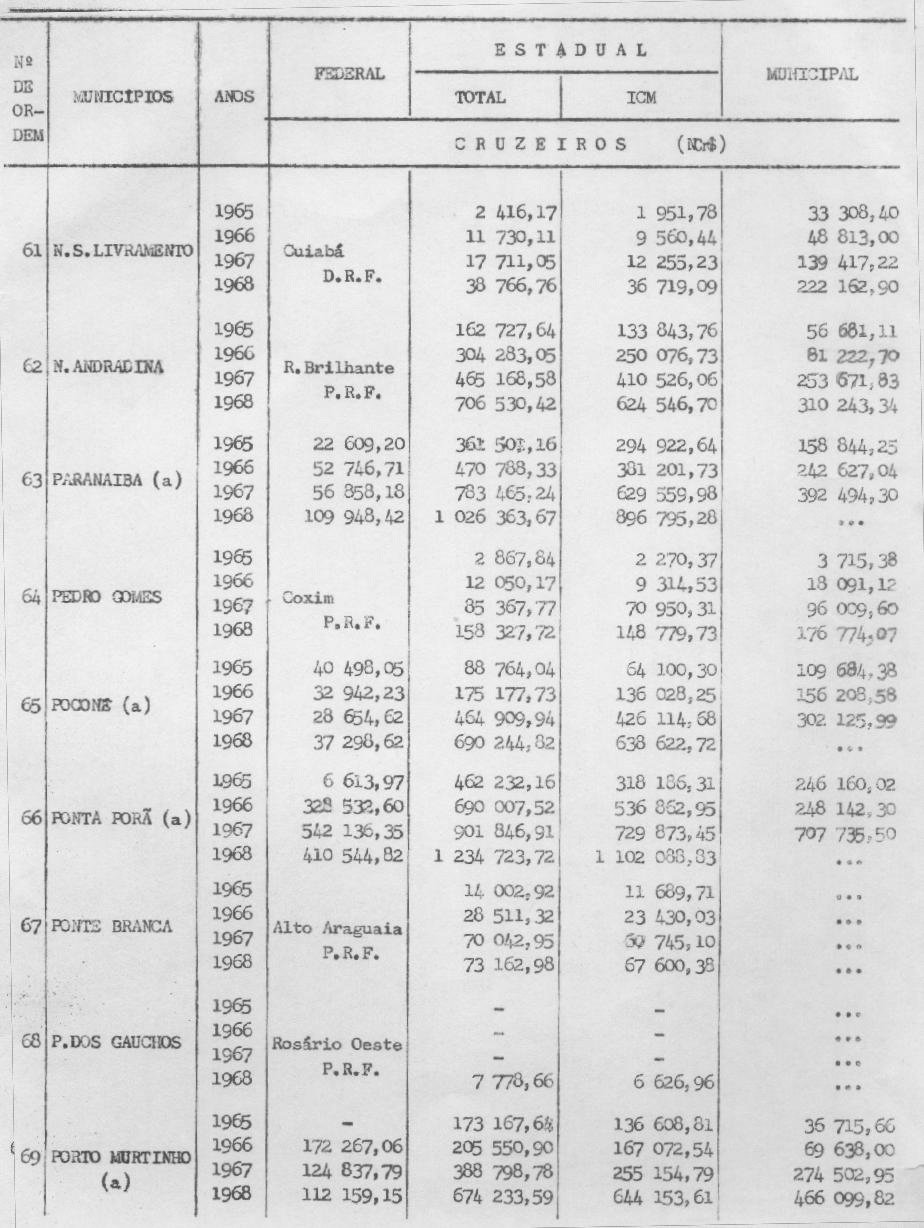 Nº DE OR- DEM MUNICÍPIOS ANOS FEDERAL ESTADUAL MUNICIPAL
TOTAL ICM
CRUZEIROS (NCr$)
1965 2 416,17 1 951,78 33 308,40
1966 11 730,11 9 560,44 48 813,00
61 N.S.LIVRAMENTO Cuiabá
1967 17 711,05 12 255,23 139 417,22
D.R.F.
1968 38 766,76 36 719,09 222 162,90
1965 162 727,64 133 843,76 56 681,11
1966 304 283,05 250 076,73 81 222,70
62 N.ANDRADINA R.Brilhante
1967 465 168,58 410 526,06 253 671,83
P.R.F.
1968 706 530,42 624 546,70 310 243,34
1965 22 609,20 361 501,16 294 922,64 158 844,25
1966 52 746,71 470 788,33 381 201,73 242 627,04
63 PARANAIBA (a)
1967 56 858,18 783 465,24 629 559,98 392 494,30
1968 109 948,42 1 026 363,67 896 795,28 ...
1965 2 867,84 2 270,37 3 715,38
1966 12 050,17 9 314,53 18 091,12
64 PEDRO GOMES Coxim
1967 85 367,77 70 950,31 96 009,60
P.R.F.
1968 158 327,72 148 779,73 176 774,07
1965 40 498,05 88 764,04 64 100,30 109 684,38
1966 32 942,23 175 177,73 136 028,25 156 208,58
65 POCONE (a)
1967 28 654,62 464 909,94 426 114,68 302 125,99
1968 37 298,62 690 244,82 638 622,72 ...
1965 6 613,97 462 232,16 318 186,31 246 160,02
1966 328 532,60 690 007,52 536 862,95 248 142,30
66 PONTA PORÃ (a)
1967 542 136,35 901 846,91 729 873,45 707 735,50
1968 410 544,82 1 234 723,72 1 102 088,83 ...
1965 14 002,92 11 689,71 ...
1966 28 511,32 23 430,03 ...
67 PONTE BRANCA Alto Araguaia
1967 70 042,95 745,10 ...
P.R.F.
1968 73 162,98 67 600,38 ...
1965 - - ...
1966 - - ...
68 P.DOS GAUCHOS Rosário Oeste
1967 - - ...
P.R.F.
1968 7 778,66 6 626,96 ...
1965 - 173 167,64 136 608,81 36 715,66
1966 172 267,06 205 550,90 167 072,54 69 638,00
69 PORTO MURTINHO
1967 124 837,79 388 798,78 255 154,79 274 502,95
(a)
1968 112 159,15 674 233,59 644 153,61 466 099,82